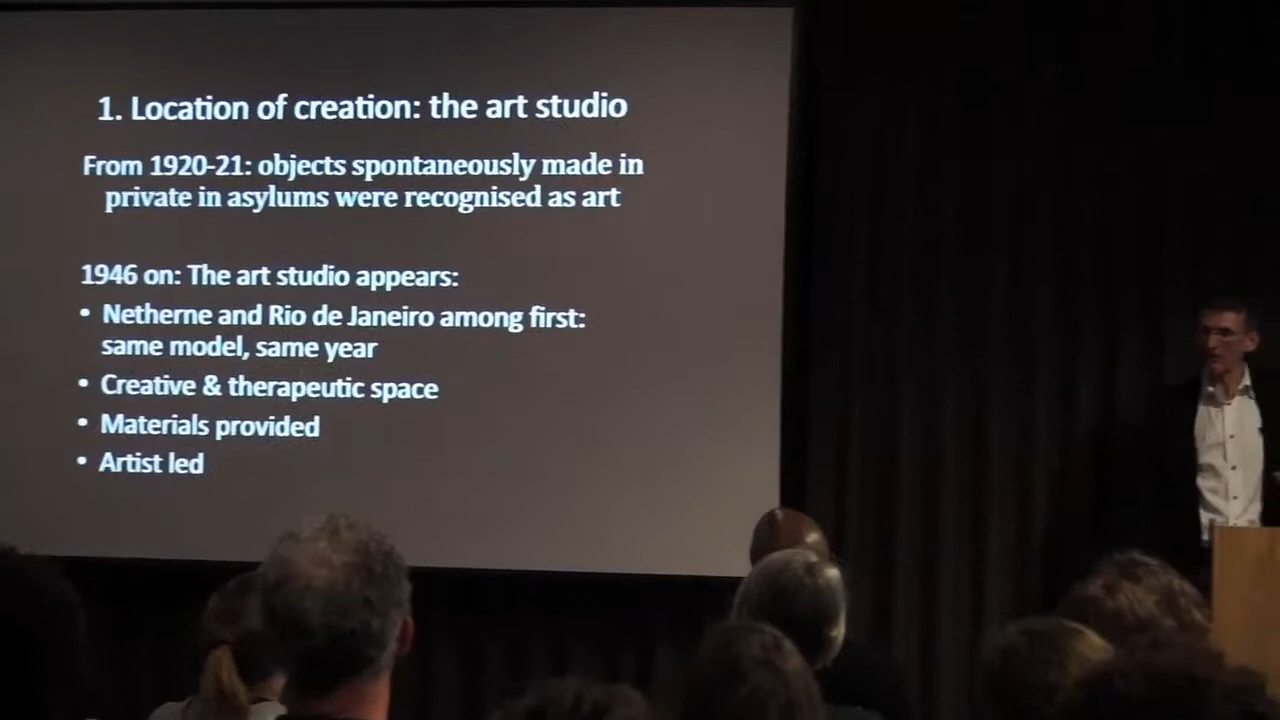 1. Location of creation: the art studio
From 1920-21: objects spontaneously made in
private in asylums were recognised as art
1946 on: The art studio appears:
• Netherne and Rio de Janeiro among first:
same model, same year
• Creative & therapeutic space
• Materials provided
• Artist led